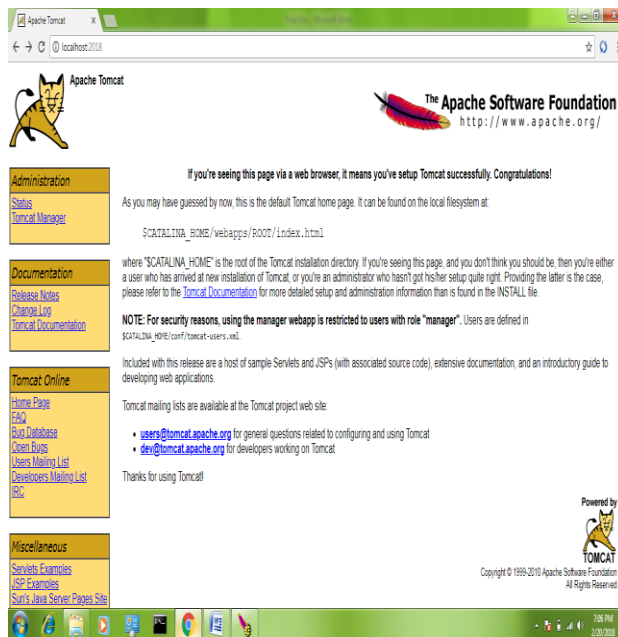 Apache Tomcat
localhost:2018
Apache Tomcat
The Apache Software Foundation
http://www.apache.org/
Administration
Status
Tomcat Manager
Documentation
Release Notes
Change Log
Tomcat Documentation
Tomcat Online
Home Page
FAQ
Bug Database
Open Bugs
Users Mailing List
Developers Mailing List
IRC
Miscellaneous
Servlets Examples
JSP Examples
Sun's Java Server Pages Site
If you're seeing this page via a web browser, it means you've setup Tomcat successfully. Congratulations!
As you may have guessed by now, this is the default Tomcat home page. It can be found on the local filesystem at:
$CATALINA_HOME/webapps/ROOT/index.html
where "$CATALINA_HOME" is the root of the Tomcat installation directory. If you're seeing this page, and you don't think you should be, then you're either
a user who has arrived at new installation of Tomcat, or you're an administrator who hasn't got his/her setup quite right. Providing the latter is the case,
please refer to the Tomcat Documentation for more detailed setup and administration information than is found in the INSTALL file.
NOTE: For security reasons, using the manager webapp is restricted to users with role "manager". Users are defined in
$CATALINA_HOME/conf/tomcat-users.xml.
Included with this release are a host of sample Servlets and JSPs (with associated source code), extensive documentation, and an introductory guide to
developing web applications.
Tomcat mailing lists are available at the Tomcat project web site:
users@tomcat.apache.org for general questions related to configuring and using Tomcat
dev@tomcat.apache.org for developers working on Tomcat
Thanks for using Tomcat!
Powered by
TOMCAT
Copyright © 1999-2010 Apache Software Foundation
All Rights Reserved
7:06 PM
2/20/2018